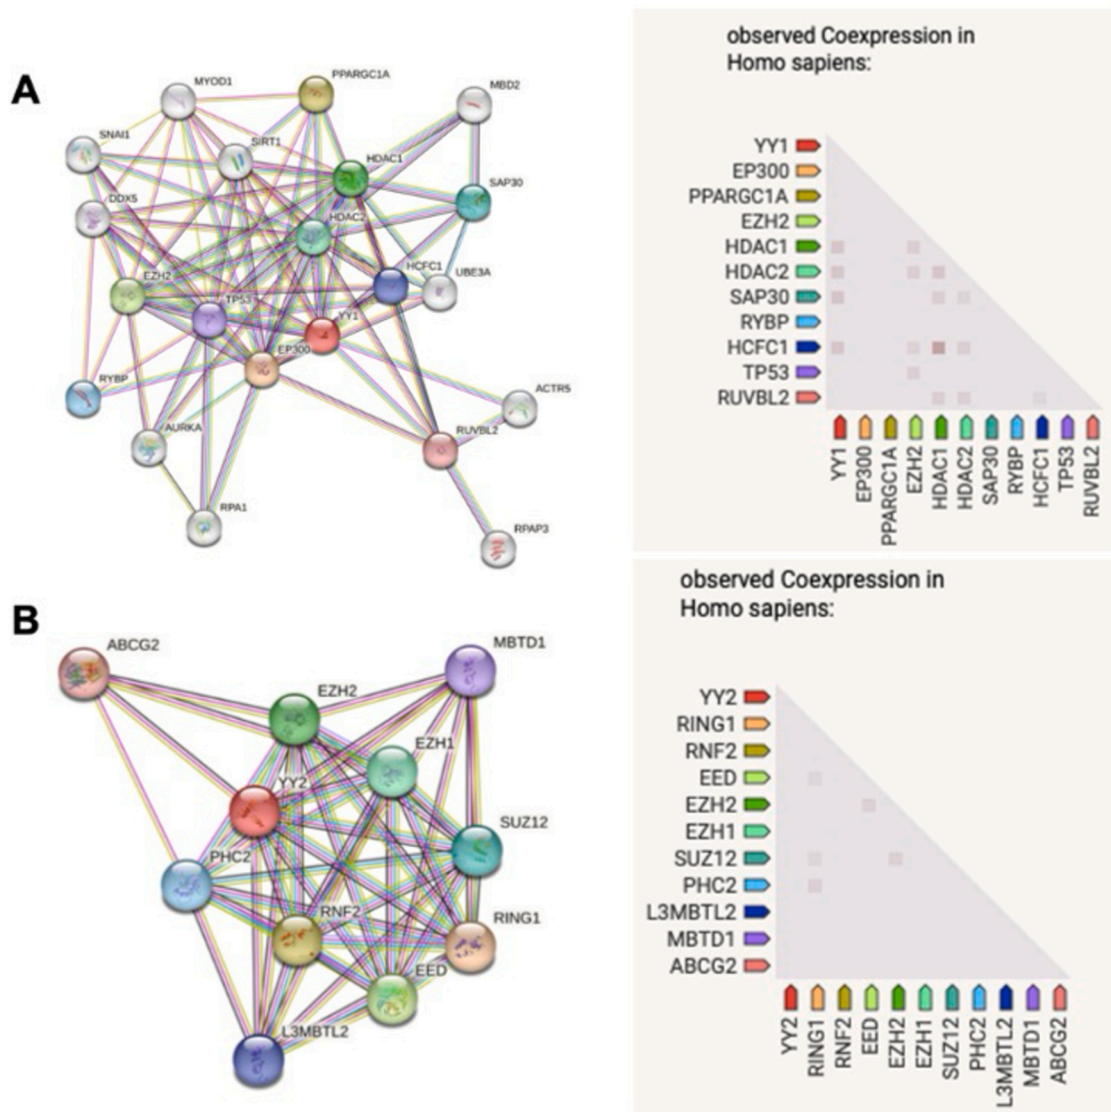 A
MYOD1
PPARGC1A
MBD2
SNAI1
SIRT1
HDAC1
SAP30
DDX5
HDAC2
EZH2
HCFC1
UBE3A
TP53
YY1
EP300
RYBP
ACTR5
AURKA
RUVBL2
RPA1
RPAP3
observed Coexpression in
Homo sapiens:
YY1
EP300
PPARGC1A
EZH2
HDAC1
HDAC2
SAP30
RYBP
HCFC1
TP53
RUVBL2
YY1
EP300
PPARGC1A
EZH2
HDAC1
HDAC2
SAP30
RYBP
HCFC1
TP53
RUVBL2
B
ABCG2
MBTD1
EZH2
EZH1
YY2
SUZ12
PHC2
RNF2
RING1
EED
L3MBTL2
observed Coexpression in
Homo sapiens:
YY2
RING1
RNF2
EED
EZH2
EZH1
SUZ12
PHC2
L3MBTL2
MBTD1
ABCG2
YY2
RING1
RNF2
EED
EZH2
EZH1
SUZ12
PHC2
L3MBTL2
MBTD1
ABCG2